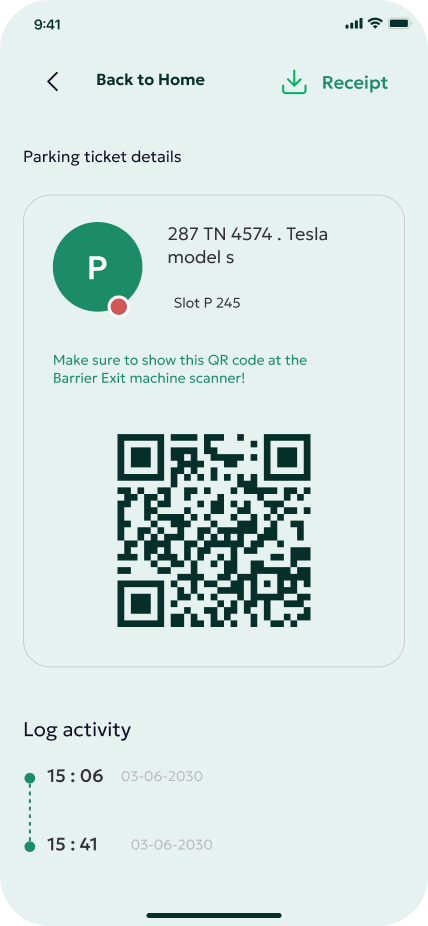 9:41
Back to Home
Receipt
Parking ticket details
P
287 TN 4574 . Tesla
model s
Slot P 245
Make sure to show this QR code at the
Barrier Exit machine scanner!
Log activity
15 : 06 03-06-2030
15 : 41 03-06-2030